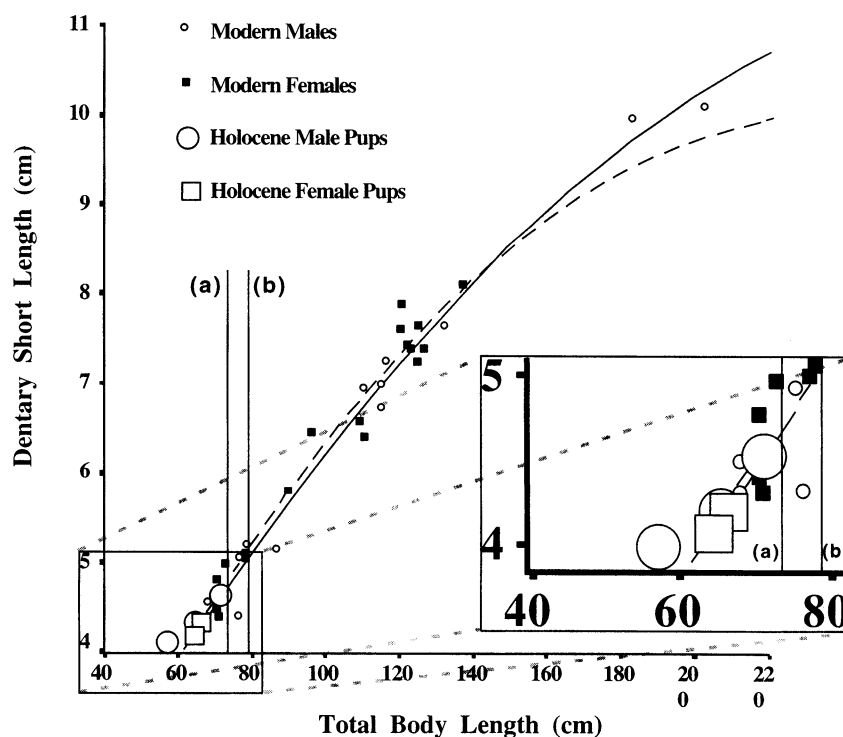 11
10
9
8
7
6
5
4
Dentary Short Length (cm)
Modern Males
Modern Females
Holocene Male Pups
Holocene Female Pups
(a) (b)
5
4
(a) (b
40 60 80
40 60 80 100 120 140 160 180 20 22
0 0
Total Body Length (cm)